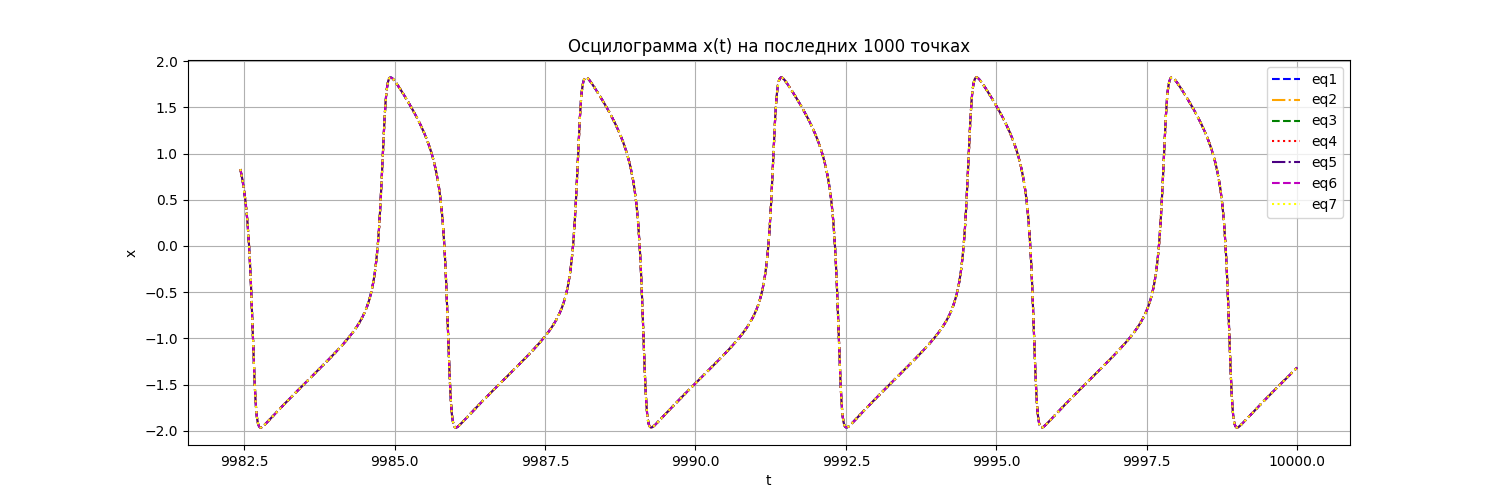 Осцилограмма x(t) на последних 1000 точках
2.0
1.5
1.0
0.5
0.0
−0.5
−1.0
−1.5
−2.0
x
9982.5
9985.0
9987.5
9990.0
9992.5
9995.0
9997.5
10000.0
t
eq1
eq2
eq3
eq4
eq5
eq6
eq7